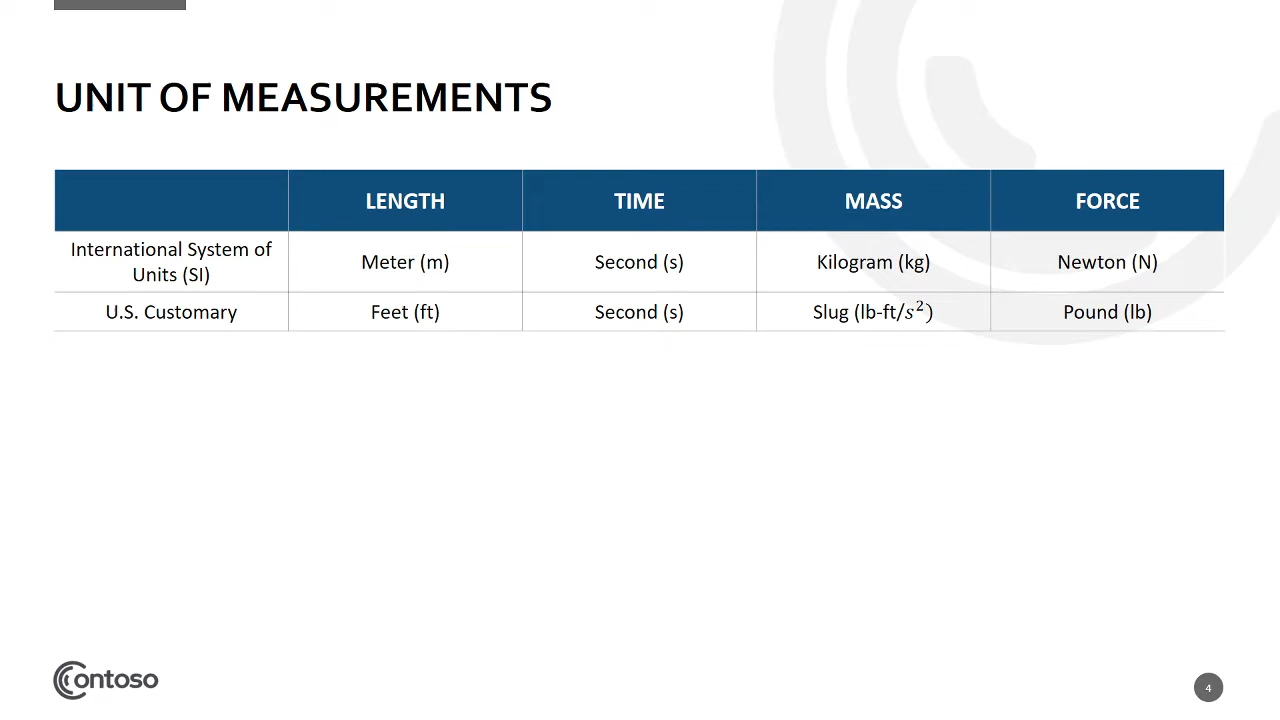 UNIT OF MEASUREMENTS
LENGTH TIME MASS FORCE
International System of
Units (SI) Meter (m) Second (s) Kilogram (kg) Newton (N)
U.S. Customary Feet (ft) Second (s) Slug (lb-ft/s²) Pound (lb)
Contoso
4